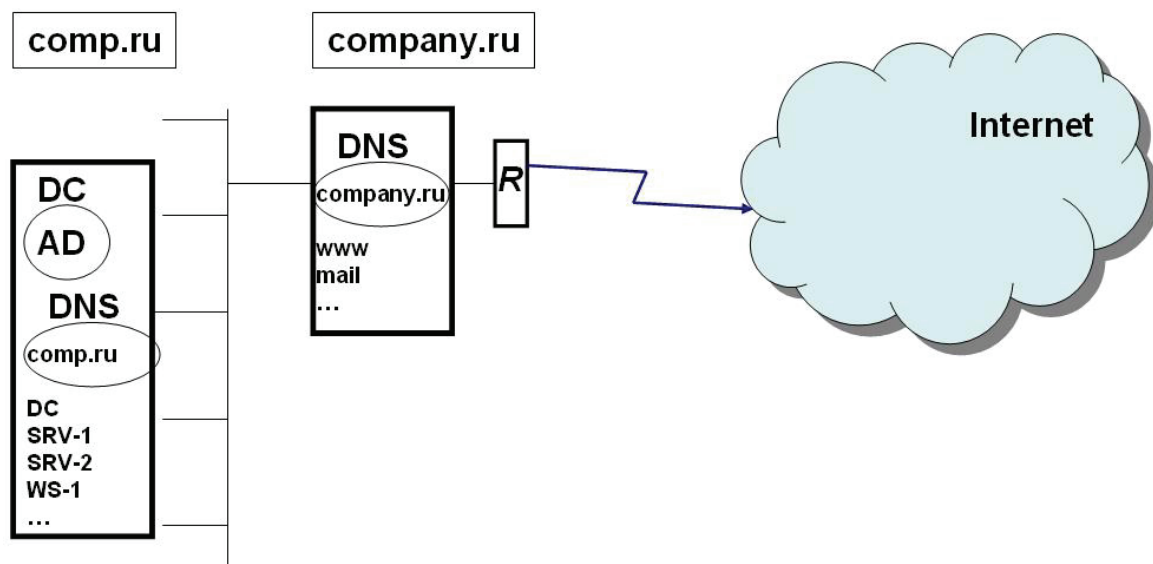 comp.ru
company.ru
DC
AD
DNS
comp.ru
DC
SRV-1
SRV-2
WS-1
...
DNS
company.ru
www
mail
...
R
Internet